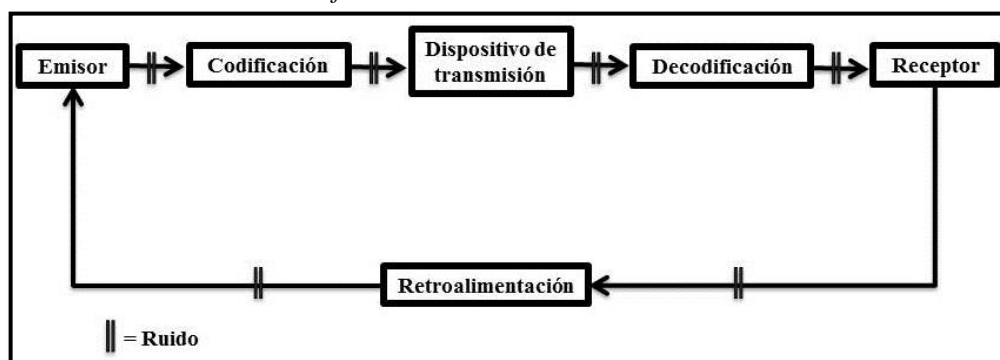 Emisor
Codificación
Dispositivo de
transmisión
Decodificación
Receptor
Retroalimentación
= Ruido